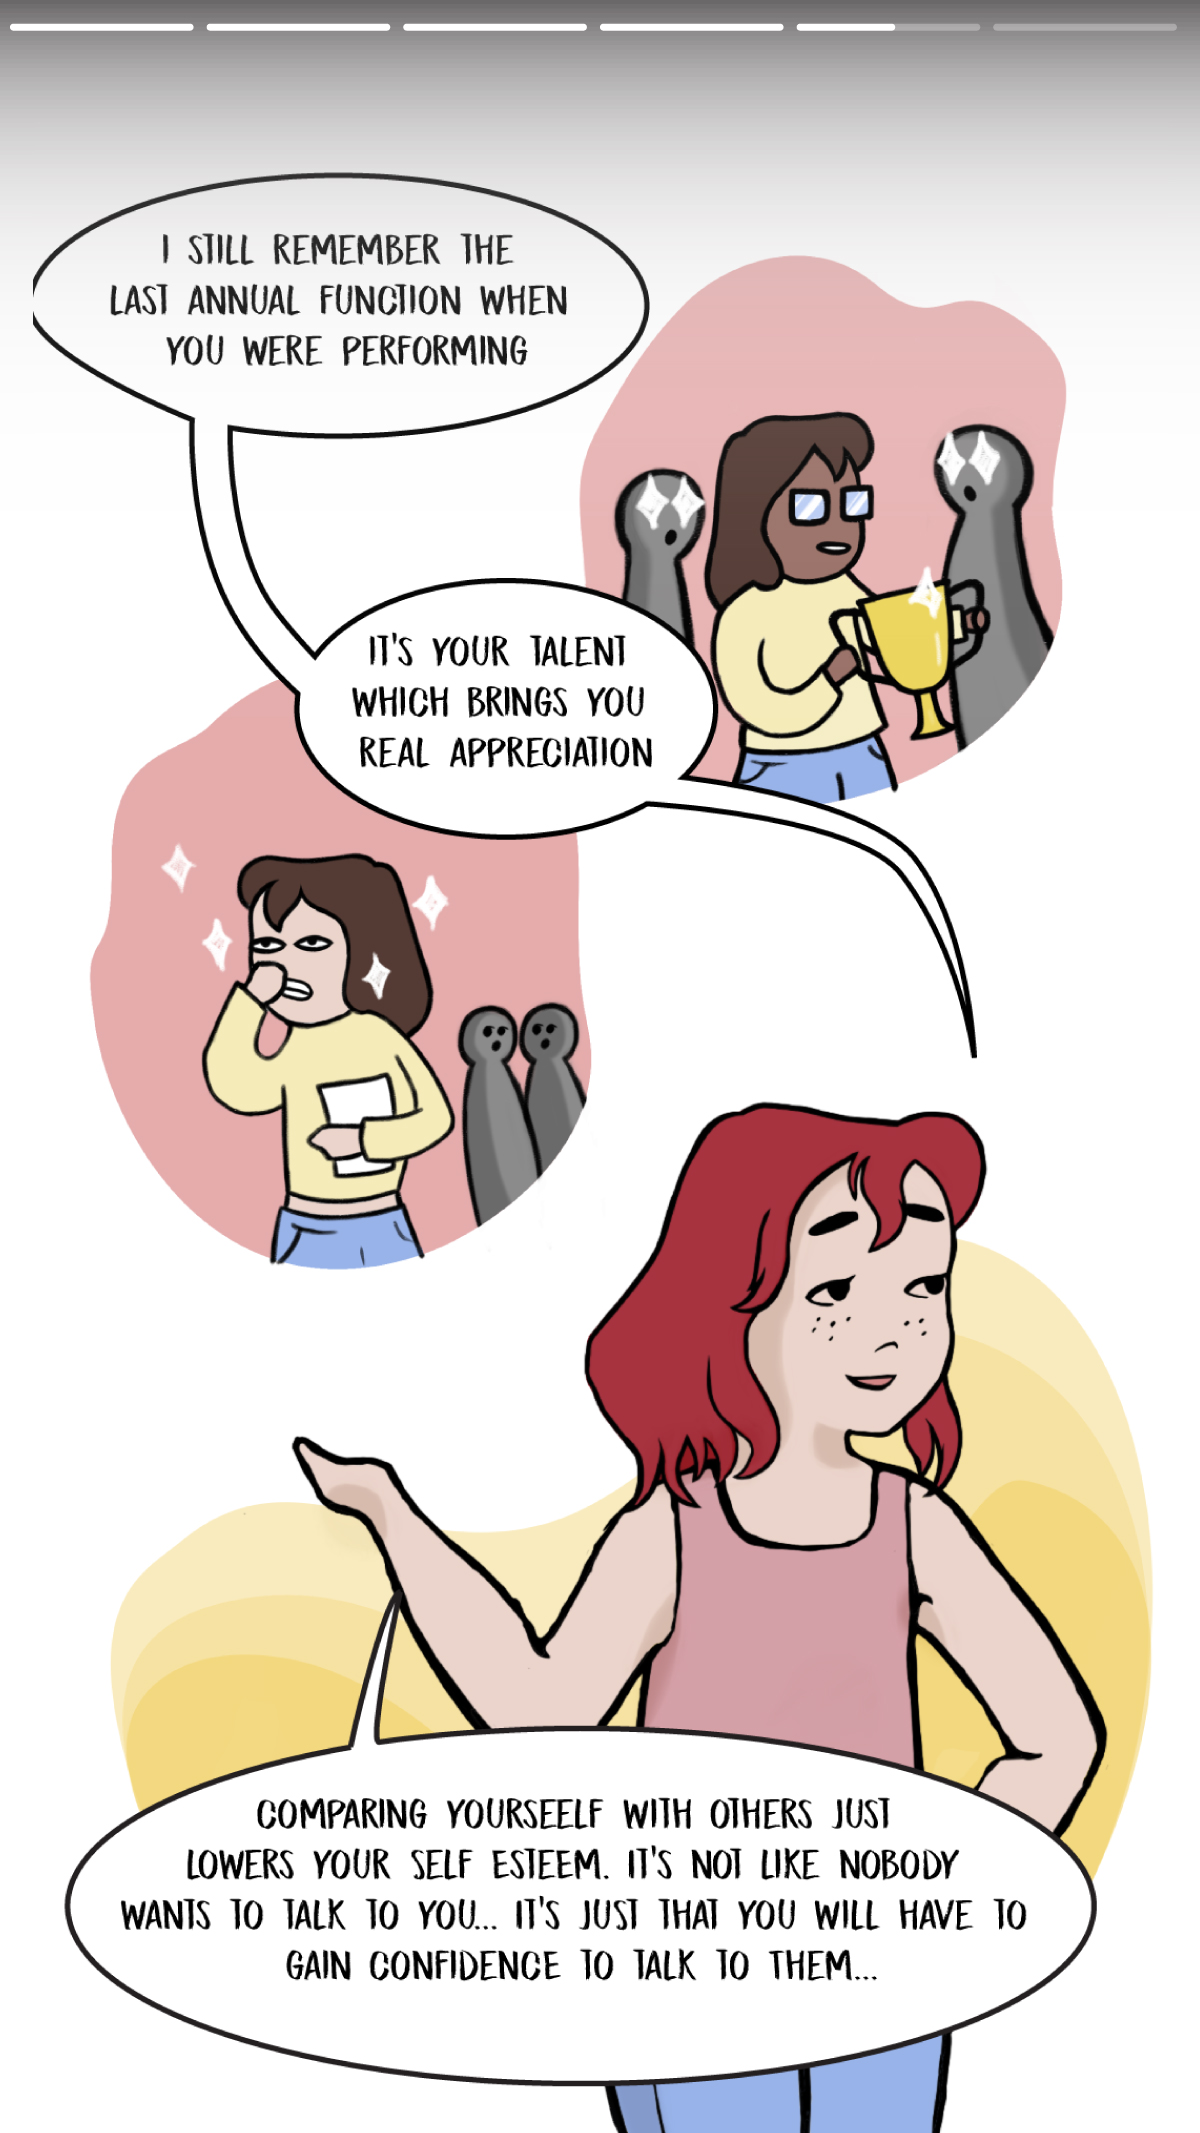 I STILL REMEMBER THE
LAST ANNUAL FUNCTION WHEN
YOU WERE PERFORMING
IT'S YOUR TALENT
WHICH BRINGS YOU
REAL APPRECIATION
COMPARING YOURSEELF WITH OTHERS JUST
LOWERS YOUR SELF ESTEEM. IT'S NOT LIKE NOBODY
WANTS TO TALK TO YOU... IT'S JUST THAT YOU WILL HAVE TO
GAIN CONFIDENCE TO TALK TO THEM...